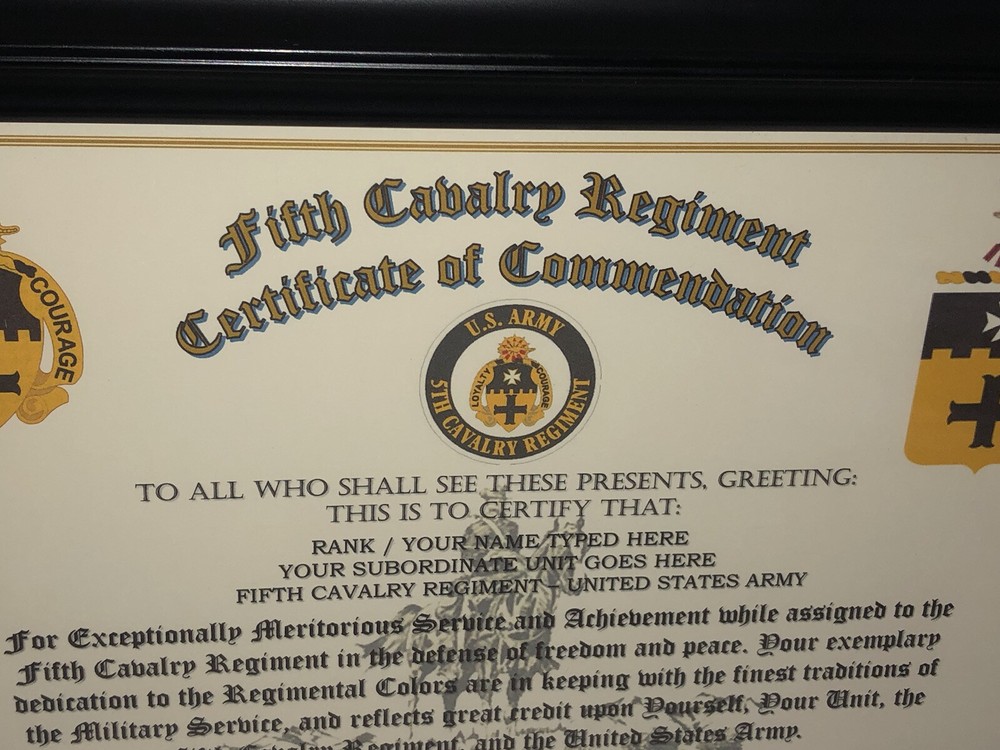 Fifth Cavalry Regiment
Certificate of Commendation
COURAGE
U.S. ARMY
LOYALTY
COURAGE
5TH CAVALRY REGIMENT
TO ALL WHO SHALL SEE THESE PRESENTS, GREETING:
THIS IS TO CERTIFY THAT:
RANK / YOUR NAME TYPED HERE
YOUR SUBORDINATE UNIT GOES HERE
FIFTH CAVALRY REGIMENT - UNITED STATES ARMY
For Exceptionally Meritorious Service and Achievement while assigned to the
Fifth Cavalry Regiment in the defense of freedom and peace. Your exemplary
dedication to the Regimental Colors are in keeping with the finest traditions of
the Military Service, and reflects great credit upon Yourself, Your Unit, the
Fifth Cavalry Regiment, and the United States Army.